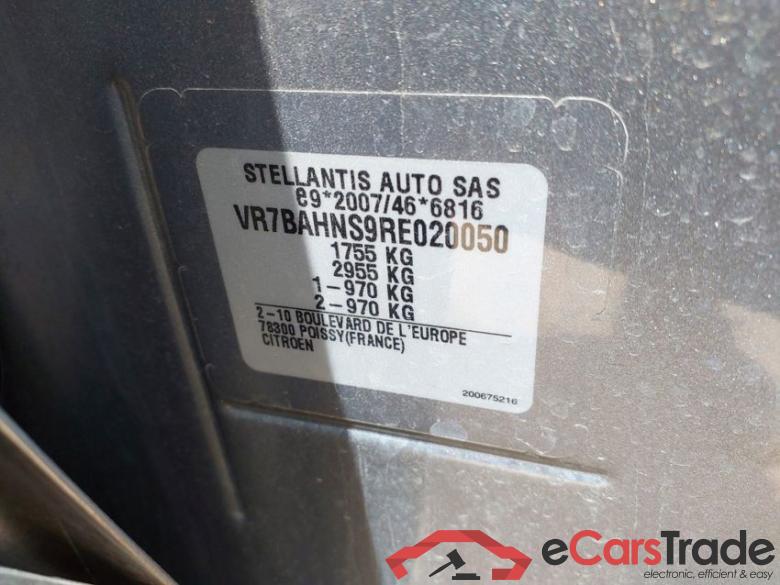 STELLANTIS AUTO SAS
e9*2007/46*6816
VR7BAHNS9RE020050
1755 KG
2955 KG
1-970 KG
2-970 KG
2-10 BOULEVARD DE L'EUROPE
78300 POISSY(FRANCE)
CITROEN
200675216
eCarsTrade
electronic, efficient & easy